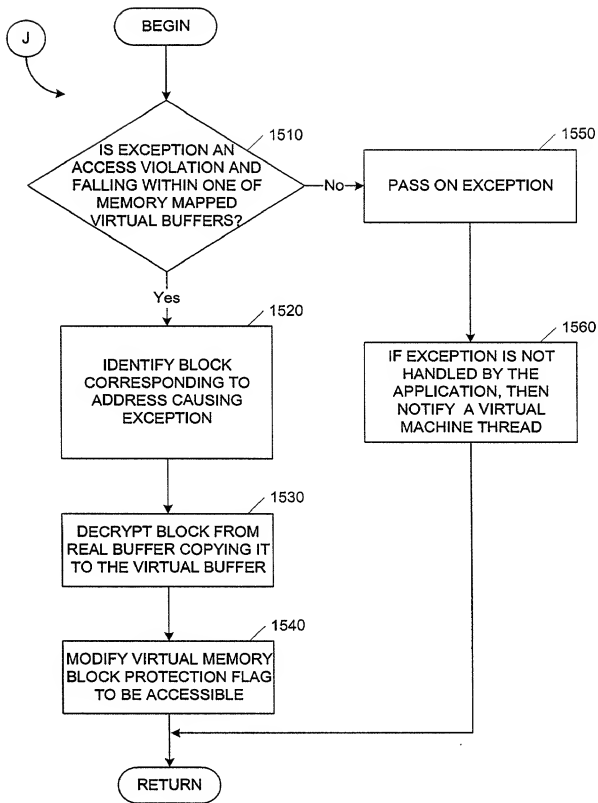 J
BEGIN
1510
IS EXCEPTION AN
ACCESS VIOLATION AND
FALLING WITHIN ONE OF
MEMORY MAPPED
VIRTUAL BUFFERS?
No
1550
PASS ON EXCEPTION
Yes
1520
IDENTIFY BLOCK
CORRESPONDING TO
ADDRESS CAUSING
EXCEPTION
1560
IF EXCEPTION IS NOT
HANDLED BY THE
APPLICATION, THEN
NOTIFY A VIRTUAL
MACHINE THREAD
1530
DECRYPT BLOCK FROM
REAL BUFFER COPYING IT
TO THE VIRTUAL BUFFER
1540
MODIFY VIRTUAL MEMORY
BLOCK PROTECTION FLAG
TO BE ACCESSIBLE
RETURN